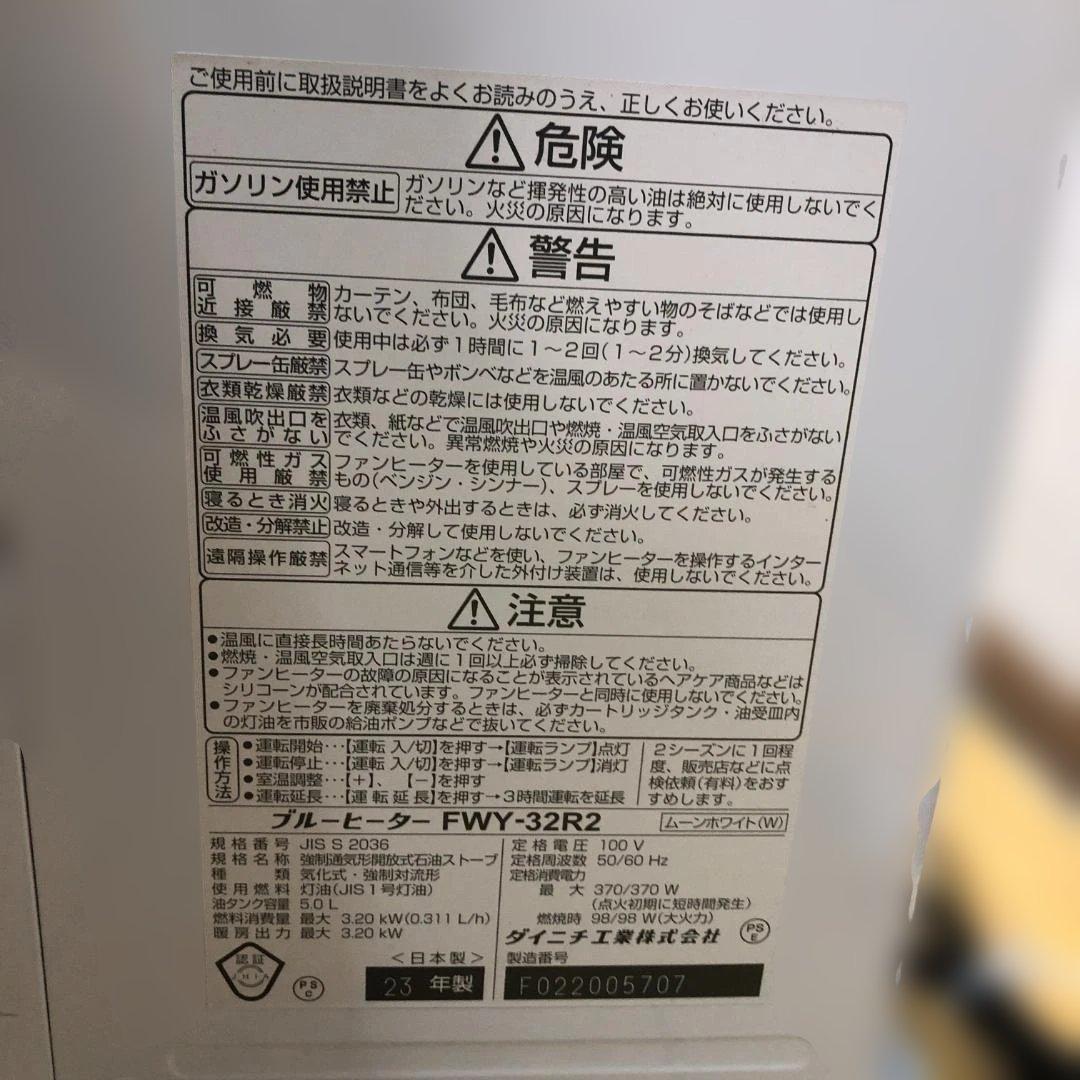 ご使用前に取扱説明書をよくお読みのうえ、正しくお使いください。
危険
ガソリン使用禁止
ガソリンなど揮発性の高い油は絶対に使用しないでく
ださい。火災の原因になります。
警告
可燃物
近接厳禁
カーテン、布団、毛布など燃えやすい物のそばなどでは使用し
ないでください。火災の原因になります。
換気必要
使用中は必ず1時間に1～2回(1～2分)換気してください。
スプレー缶厳禁
スプレー缶やボンベなどを温風のあたる所に置かないでください。
衣類乾燥厳禁
衣類などの乾燥には使用しないでください。
温風吹出口を
ふさがない
衣類、紙などで温風吹出口や燃焼・温風空気取入口をふさがない
でください。異常燃焼や火災の原因になります。
可燃性ガス
使用厳禁
ファンヒーターを使用している部屋で、可燃性ガスが発生する
もの(ベンジン・シンナー)、スプレーを使用しないでください。
寝るとき消火
寝るときや外出するときは、必ず消火してください。
改造・分解禁止
改造・分解して使用しないでください。
遠隔操作厳禁
スマートフォンなどを使い、ファンヒーターを操作するインター
ネット通信等を介した外付け装置は、使用しないでください。
注意
●温風に直接長時間あたらないでください。
●燃焼・温風空気取入口は週に1回以上必ず掃除してください。
●ファンヒーターの故障の原因になることが表示されているヘアケア商品などは
シリコーンが配合されています。ファンヒーターと同時に使用しないでください。
●ファンヒーターを廃棄処分するときは、必ずカートリッジタンク・油受皿内
の灯油を市販の給油ポンプなどで抜いてください。
操作方法
●運転開始…【運転 入/切】を押す→【運転ランプ】点灯
●運転停止…【運転 入/切】を押す→【運転ランプ】消灯
●室温調整…【＋】、【－】を押す
●運転延長…【運転延長】を押す→3時間運転を延長
2シーズンに1回程
度、販売店などに点
検依頼(有料)をおす
すめします。
ブルーヒーター FWY-32R2
ムーンホワイト(W)
規格番号 JIS S 2036
規格名称 強制通気形開放式石油ストーブ
種類 気化式・強制対流形
使用燃料 灯油(JIS1号灯油)
油タンク容量 5.0 L
燃料消費量 最大 3.20 kW(0.311 L/h)
暖房出力 最大 3.20 kW
定格電圧 100 V
定格周波数 50/60 Hz
定格消費電力
最大 370/370 W
(点火初期に短時間発生)
燃焼時 98/98 W(大火力)
ダイニチ工業株式会社
PS
E
認証
JHIA
PS
C
＜日本製＞
23 年製
製造番号
F022005707